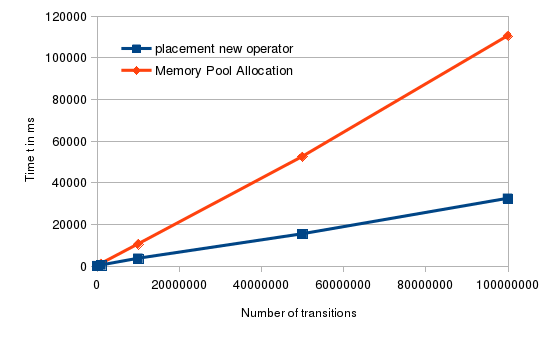 120000
placement new operator
100000
Memory Pool Allocation
80000
60000
Time t in ms
40000
20000
0
0 20000000 40000000 60000000 80000000 100000000
Number of transitions